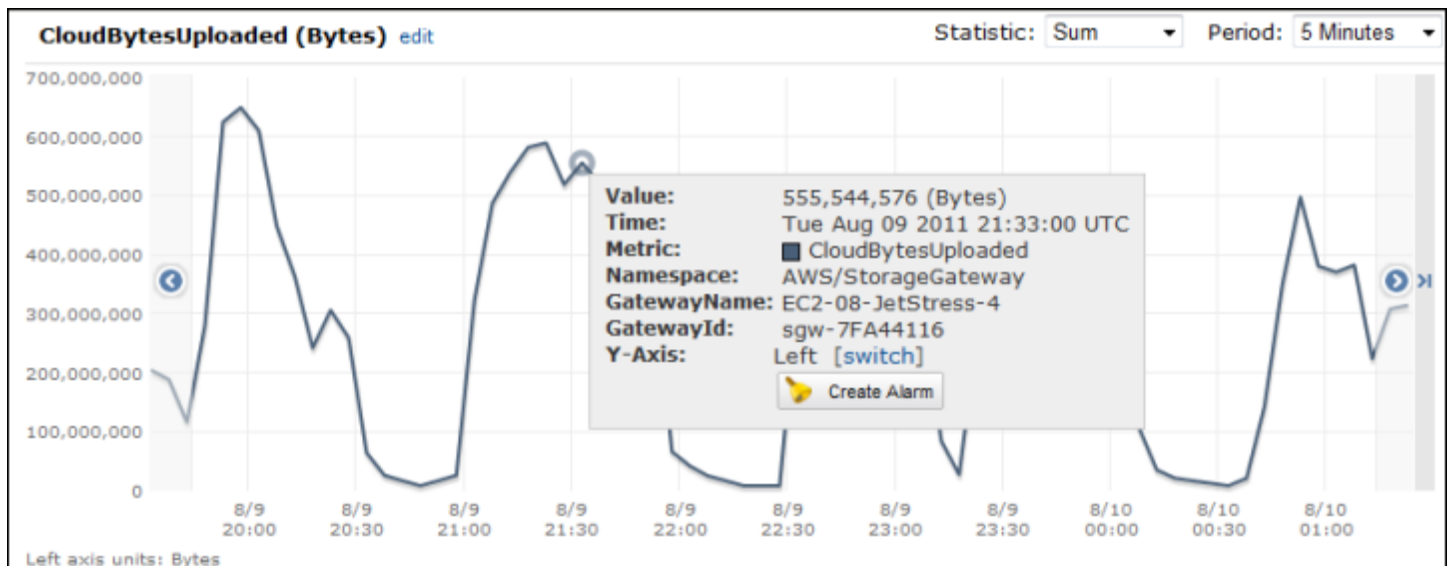 CloudBytesUploaded (Bytes) edit Statistic: Sum Period: 5 Minutes
700,000,000
600,000,000
500,000,000
400,000,000
300,000,000
200,000,000
100,000,000
0
Value: 555,544,576 (Bytes)
Time: Tue Aug 09 2011 21:33:00 UTC
Metric: CloudBytesUploaded
Namespace: AWS/StorageGateway
GatewayName: EC2-08-JetStress-4
GatewayId: sgw-7FA44116
Y-Axis: Left [switch]
Create Alarm
8/9 8/9 8/9 8/9 8/9 8/9 8/9 8/9 8/10 8/10 8/10
20:00 20:30 21:00 21:30 22:00 22:30 23:00 23:30 00:00 00:30 01:00
Left axis units: Bytes